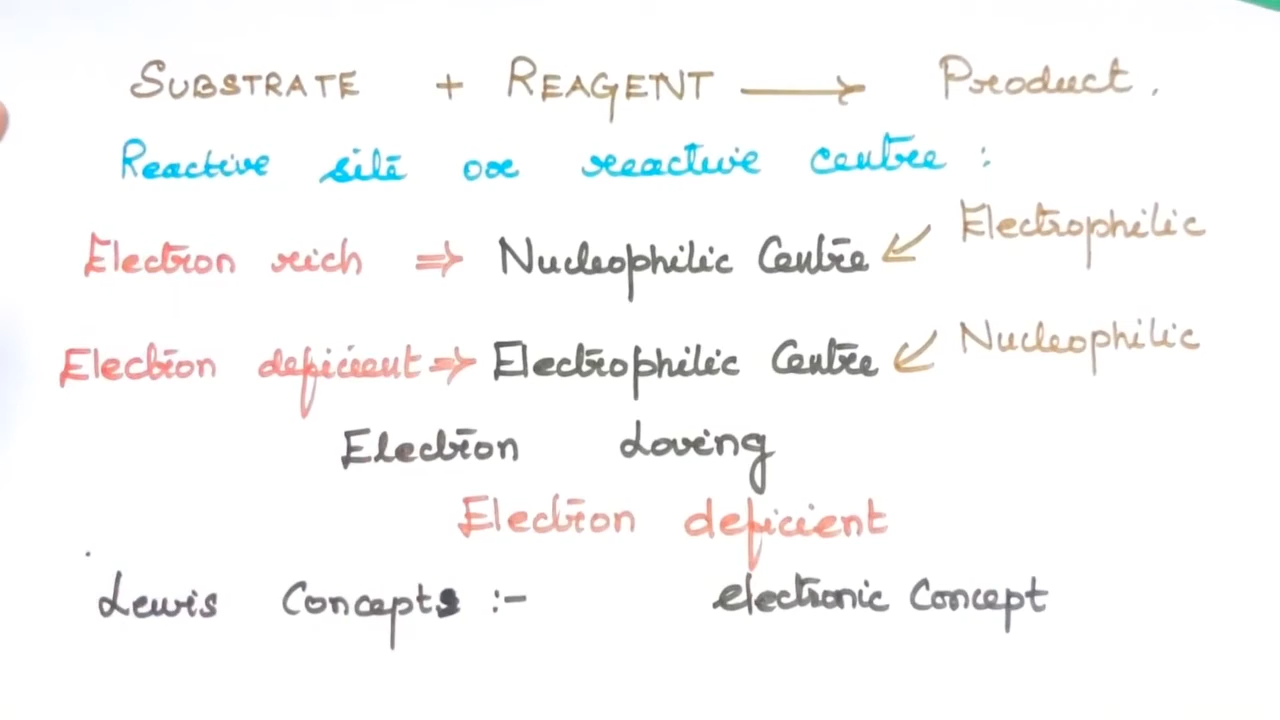 SUBSTRATE + REAGENT ⟶ Product.
Reactive site or reactive centre :
Electron rich ⇒ Nucleophilic Centre ↙ Electrophilic
Electron deficient ⇒ Electrophilic Centre ↙ Nucleophilic
Electron Loving
Electron deficient
Lewis Concepts :- electronic Concept